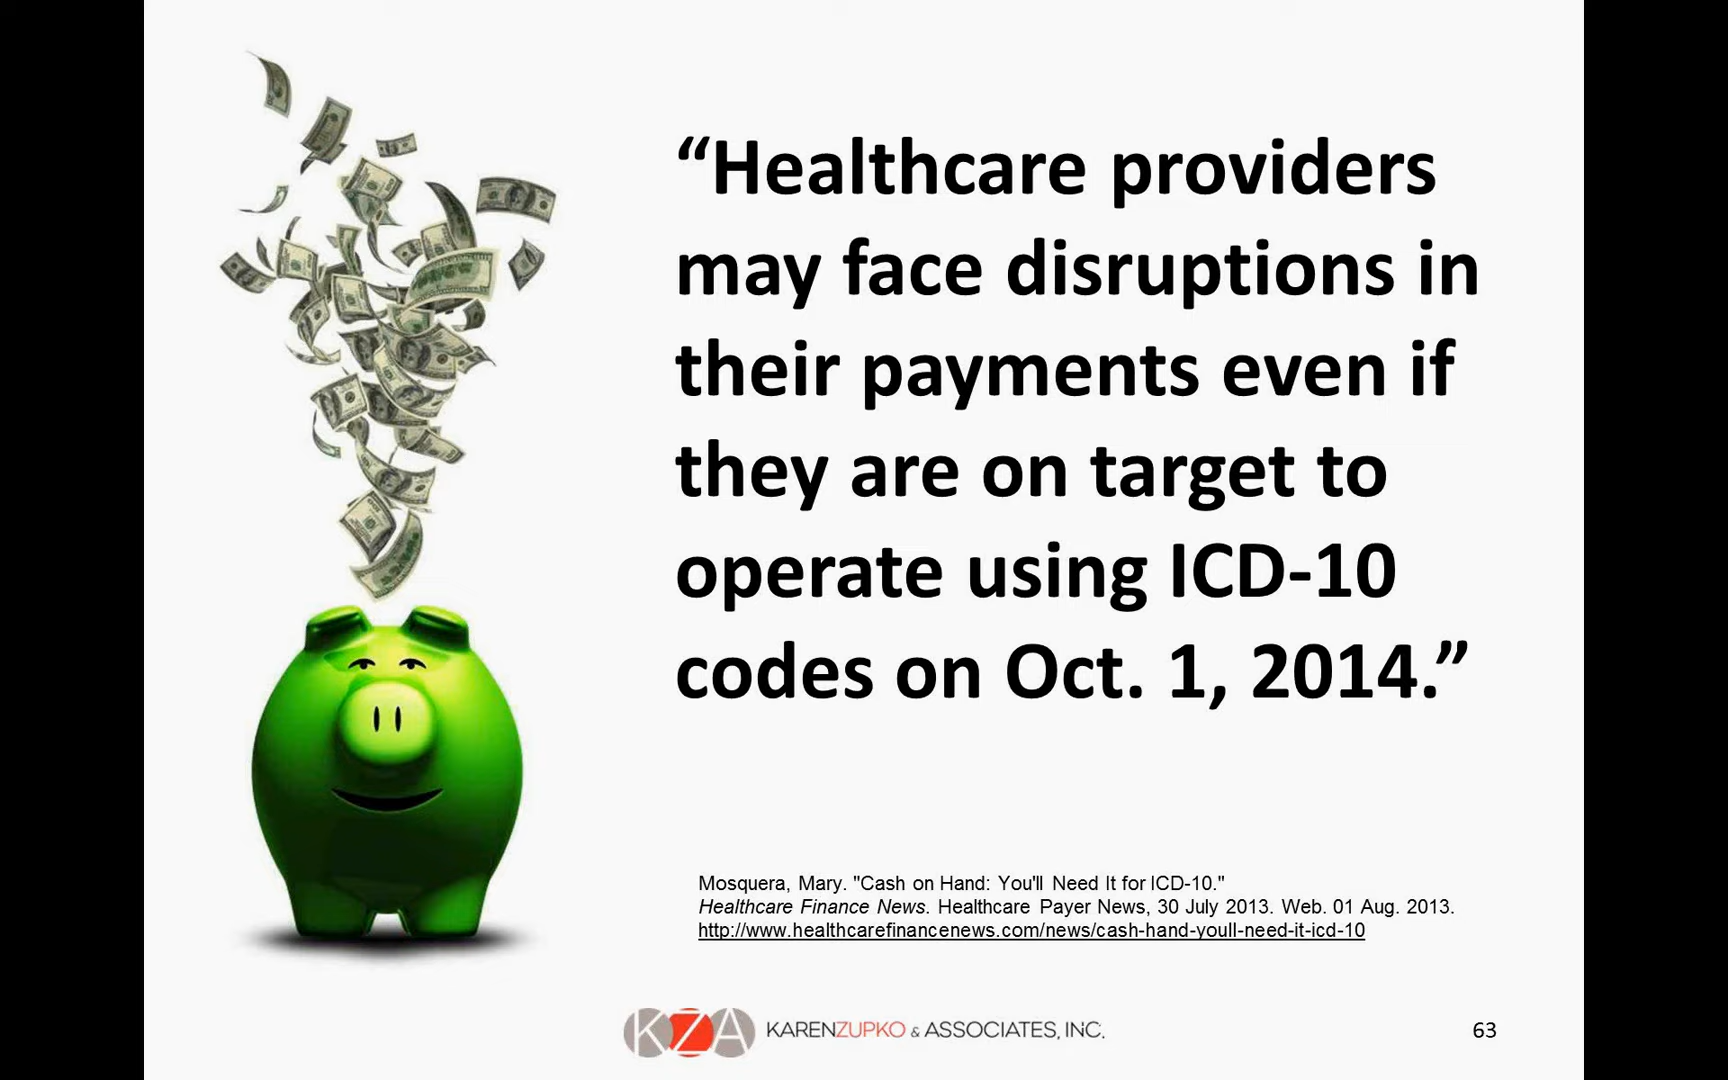 “Healthcare providers
may face disruptions in
their payments even if
they are on target to
operate using ICD-10
codes on Oct. 1, 2014.”
Mosquera, Mary. "Cash on Hand: You'll Need It for ICD-10."
Healthcare Finance News. Healthcare Payer News, 30 July 2013. Web. 01 Aug. 2013.
http://www.healthcarefinancenews.com/news/cash-hand-youll-need-it-icd-10
KZA KARENZUPKO & ASSOCIATES, INC.
63